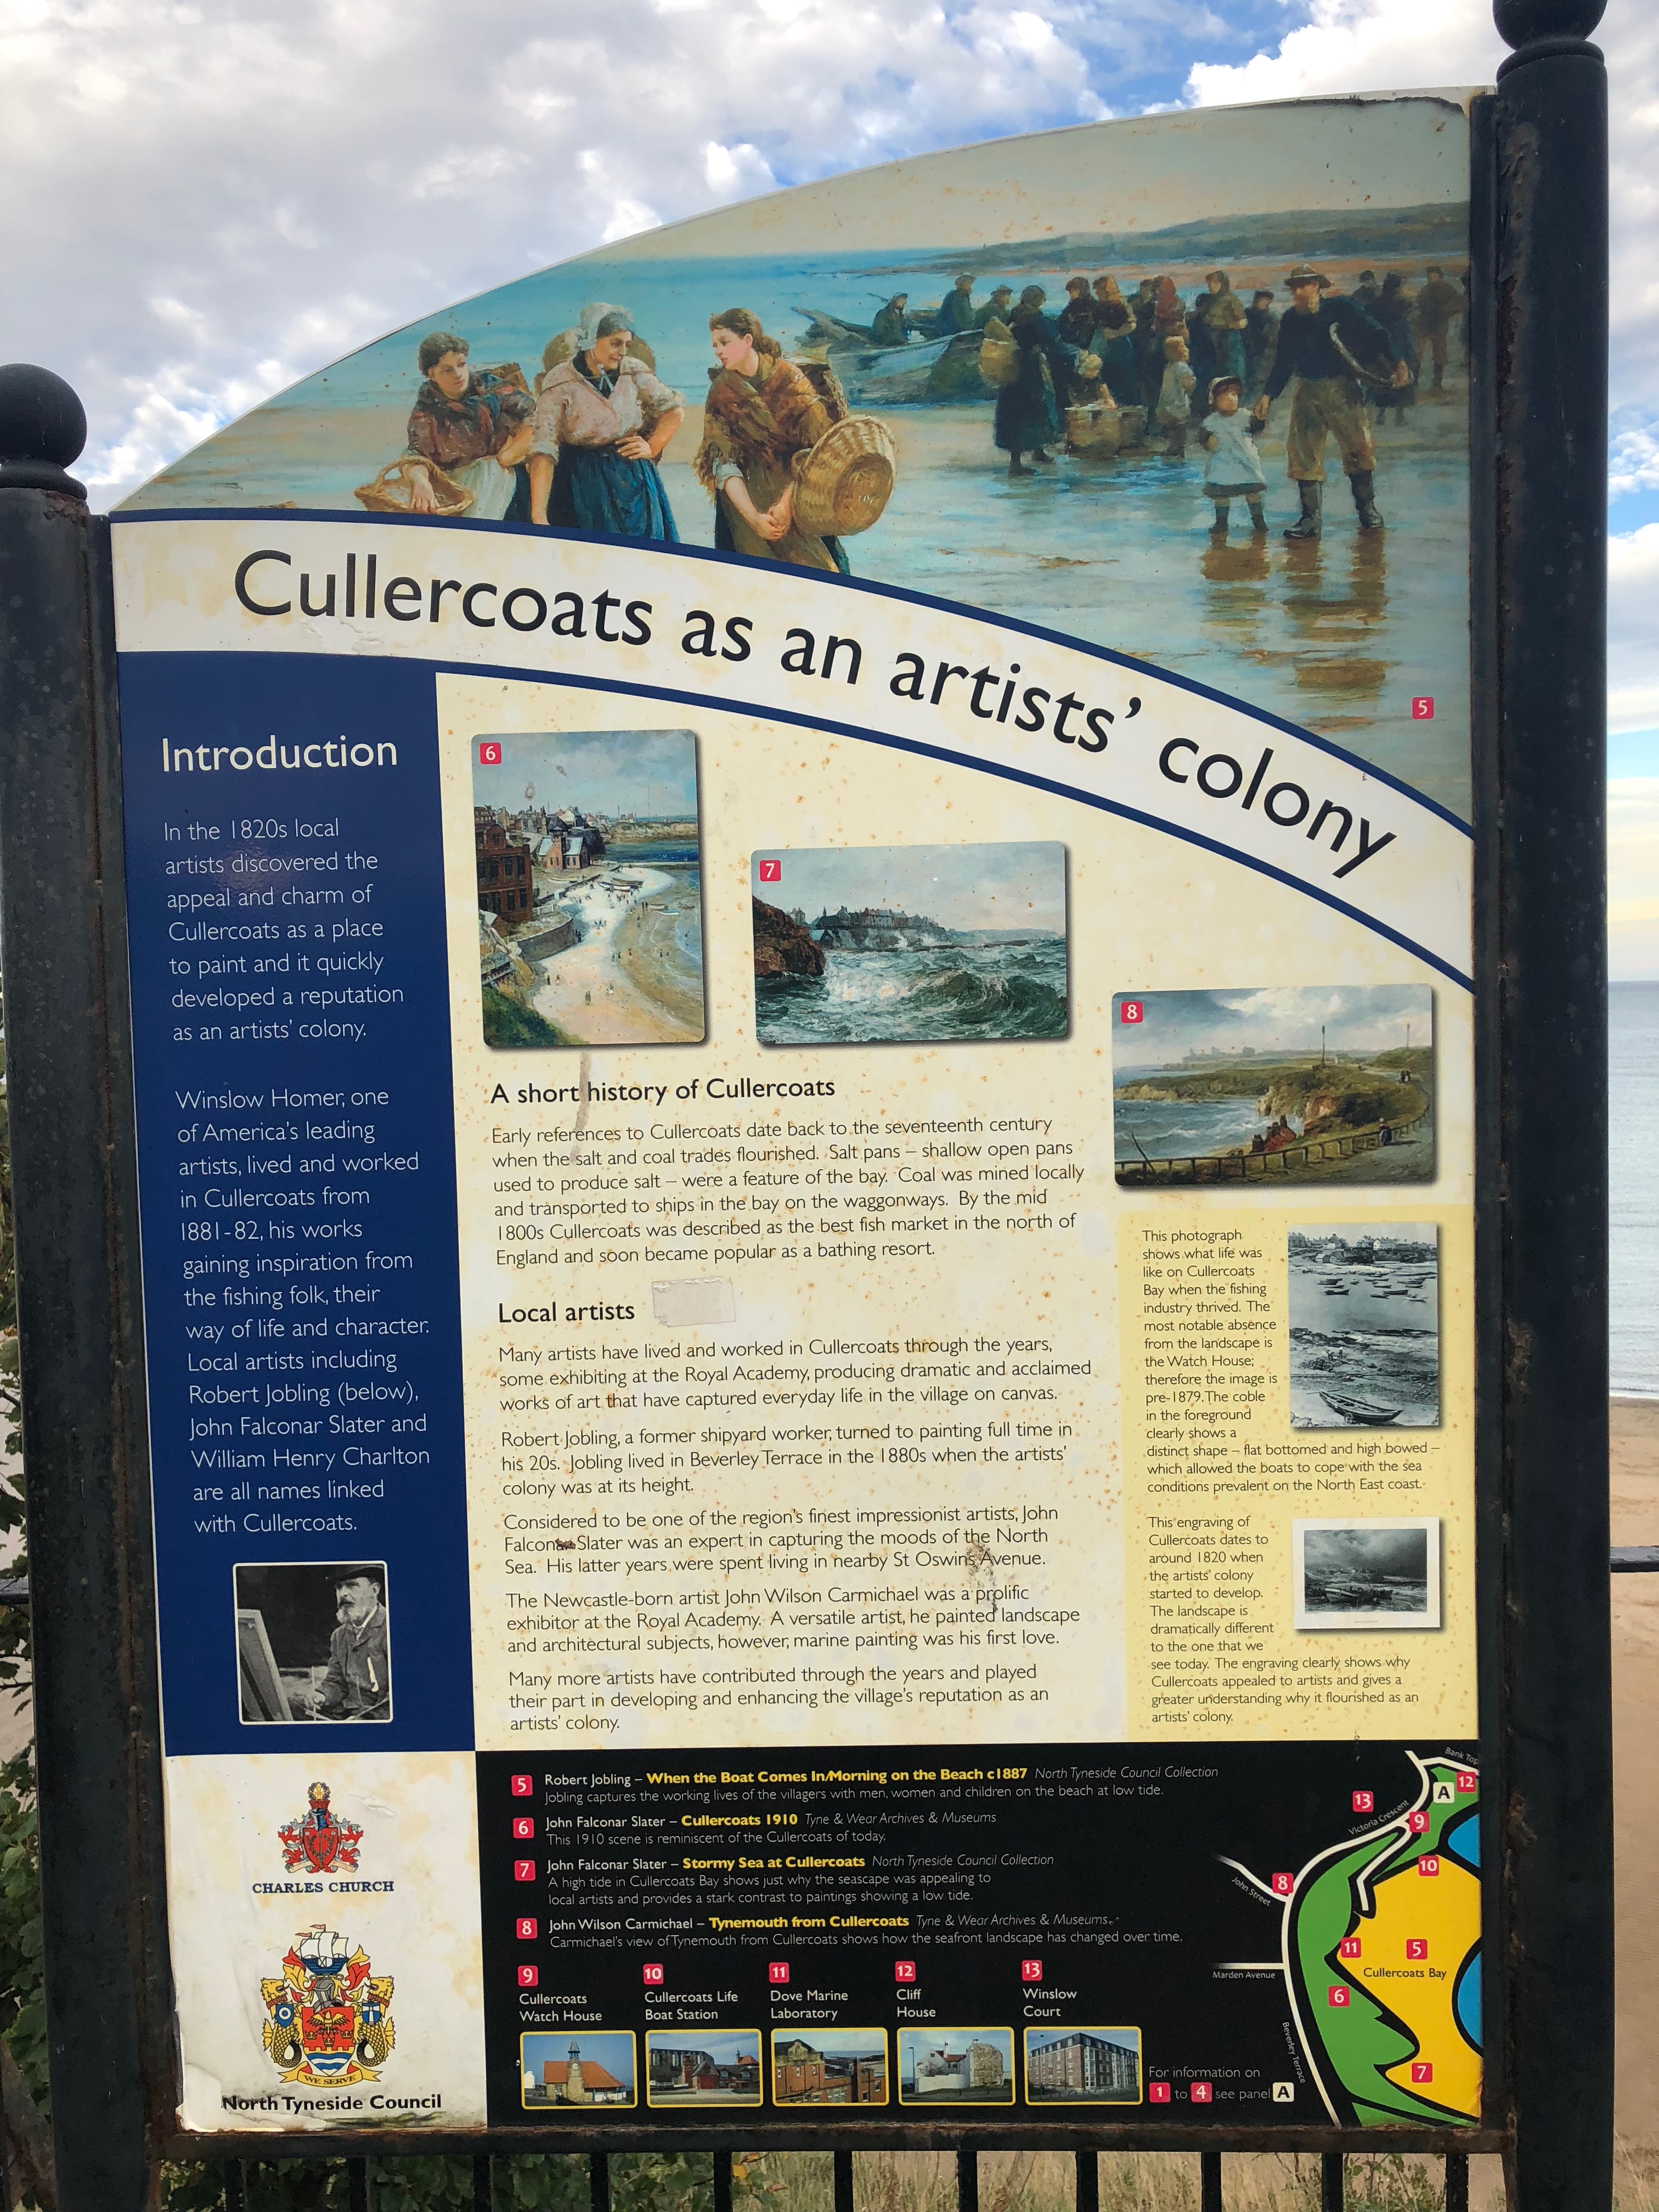 Cullercoats as an artists' colony
5
Introduction
In the 1820s local
artists discovered the
appeal and charm of
Cullercoats as a place
to paint and it quickly
developed a reputation
as an artists' colony.
Winslow Homer, one
of America's leading
artists, lived and worked
in Cullercoats from
1881-82, his works
gaining inspiration from
the fishing folk, their
way of life and character.
Local artists including
Robert Jobling (below),
John Falconar Slater and
William Henry Charlton
are all names linked
with Cullercoats.
6
7
8
A short history of Cullercoats
Early references to Cullercoats date back to the seventeenth century
when the salt and coal trades flourished. Salt pans – shallow open pans
used to produce salt – were a feature of the bay. Coal was mined locally
and transported to ships in the bay on the waggonways. By the mid
1800s Cullercoats was described as the best fish market in the north of
England and soon became popular as a bathing resort.
Local artists
Many artists have lived and worked in Cullercoats through the years,
some exhibiting at the Royal Academy, producing dramatic and acclaimed
works of art that have captured everyday life in the village on canvas.
Robert Jobling, a former shipyard worker, turned to painting full time in
his 20s. Jobling lived in Beverley Terrace in the 1880s when the artists'
colony was at its height.
Considered to be one of the region's finest impressionist artists, John
Falconar Slater was an expert in capturing the moods of the North
Sea. His latter years were spent living in nearby St Oswins Avenue.
The Newcastle-born artist John Wilson Carmichael was a prolific
exhibitor at the Royal Academy. A versatile artist, he painted landscape
and architectural subjects, however, marine painting was his first love.
Many more artists have contributed through the years and played
their part in developing and enhancing the village's reputation as an
artists' colony.
This photograph
shows what life was
like on Cullercoats
Bay when the fishing
industry thrived. The
most notable absence
from the landscape is
the Watch House;
therefore the image is
pre-1879. The coble
in the foreground
clearly shows a
distinct shape – flat bottomed and high bowed –
which allowed the boats to cope with the sea
conditions prevalent on the North East coast.
This engraving of
Cullercoats dates to
around 1820 when
the artists' colony
started to develop.
The landscape is
dramatically different
to the one that we
see today. The engraving clearly shows why
Cullercoats appealed to artists and gives a
greater understanding why it flourished as an
artists' colony.
CHARLES CHURCH
WE SERVE
North Tyneside Council
5 Robert Jobling – When the Boat Comes In/Morning on the Beach c1887 North Tyneside Council Collection
Jobling captures the working lives of the villagers with men, women and children on the beach at low tide.
6 John Falconar Slater – Cullercoats 1910 Tyne & Wear Archives & Museums
This 1910 scene is reminiscent of the Cullercoats of today.
7 John Falconar Slater – Stormy Sea at Cullercoats North Tyneside Council Collection
A high tide in Cullercoats Bay shows just why the seascape was appealing to
local artists and provides a stark contrast to paintings showing a low tide.
8 John Wilson Carmichael – Tynemouth from Cullercoats Tyne & Wear Archives & Museums
Carmichael's view of Tynemouth from Cullercoats shows how the seafront landscape has changed over time.
9
Cullercoats
Watch House
10
Cullercoats Life
Boat Station
11
Dove Marine
Laboratory
12
Cliff
House
13
Winslow
Court
For information on
1 to 4 see panel A
Bank Top
12
A
13
Victoria Crescent
9
10
8
John Street
11
5
Cullercoats Bay
Marden Avenue
6
Beverley Terrace
7